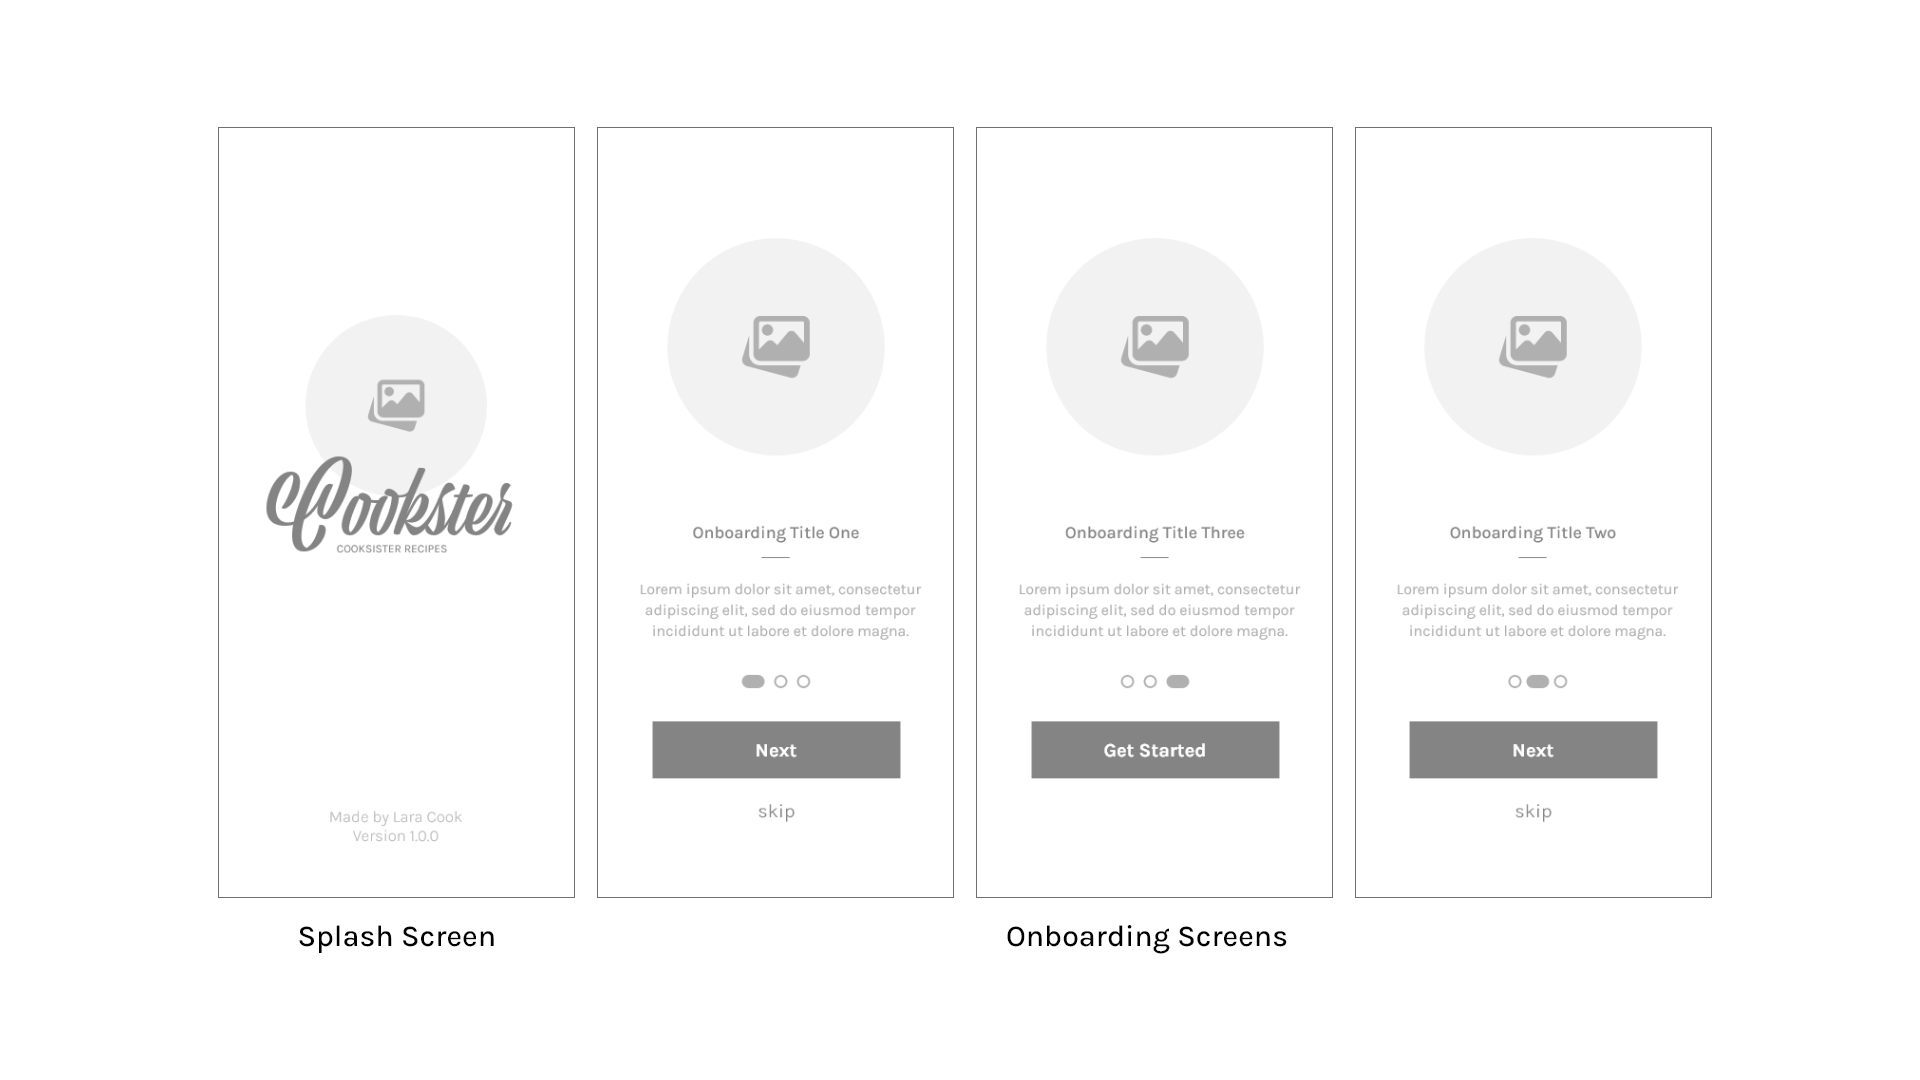 Cookster
COOKSISTER RECIPES
Made by Lara Cook
Version 1.0.0
Splash Screen
Onboarding Title One
Lorem ipsum dolor sit amet, consectetur
adipiscing elit, sed do eiusmod tempor
incididunt ut labore et dolore magna.
Next
skip
Onboarding Title Three
Lorem ipsum dolor sit amet, consectetur
adipiscing elit, sed do eiusmod tempor
incididunt ut labore et dolore magna.
Get Started
Onboarding Title Two
Lorem ipsum dolor sit amet, consectetur
adipiscing elit, sed do eiusmod tempor
incididunt ut labore et dolore magna.
Next
skip
Onboarding Screens